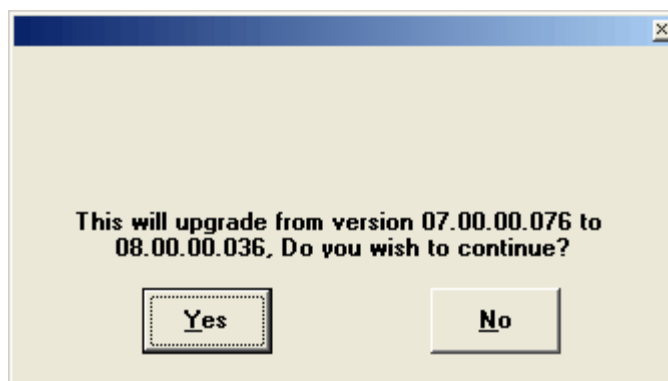 This will upgrade from version 07.00.00.076 to
08.00.00.036, Do you wish to continue?
Yes
No